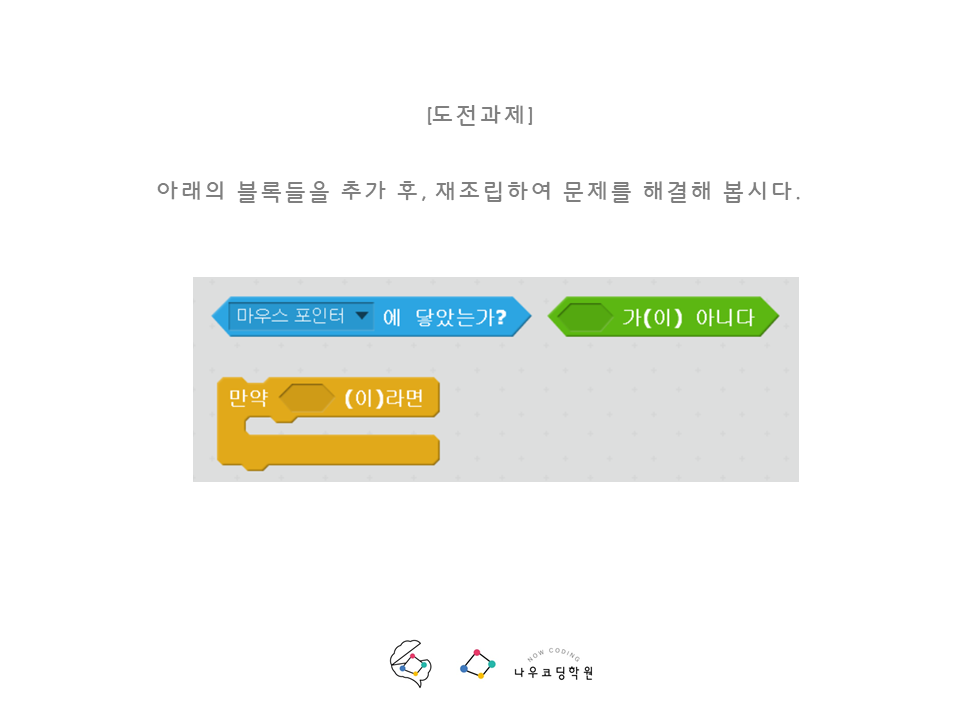 [도전과제]
아래의 블록들을 추가 후, 재조립하여 문제를 해결해 봅시다.
마우스 포인터 에 닿았는가? 가(이) 아니다
만약 (이)라면
NOW CODING
나우코딩학원